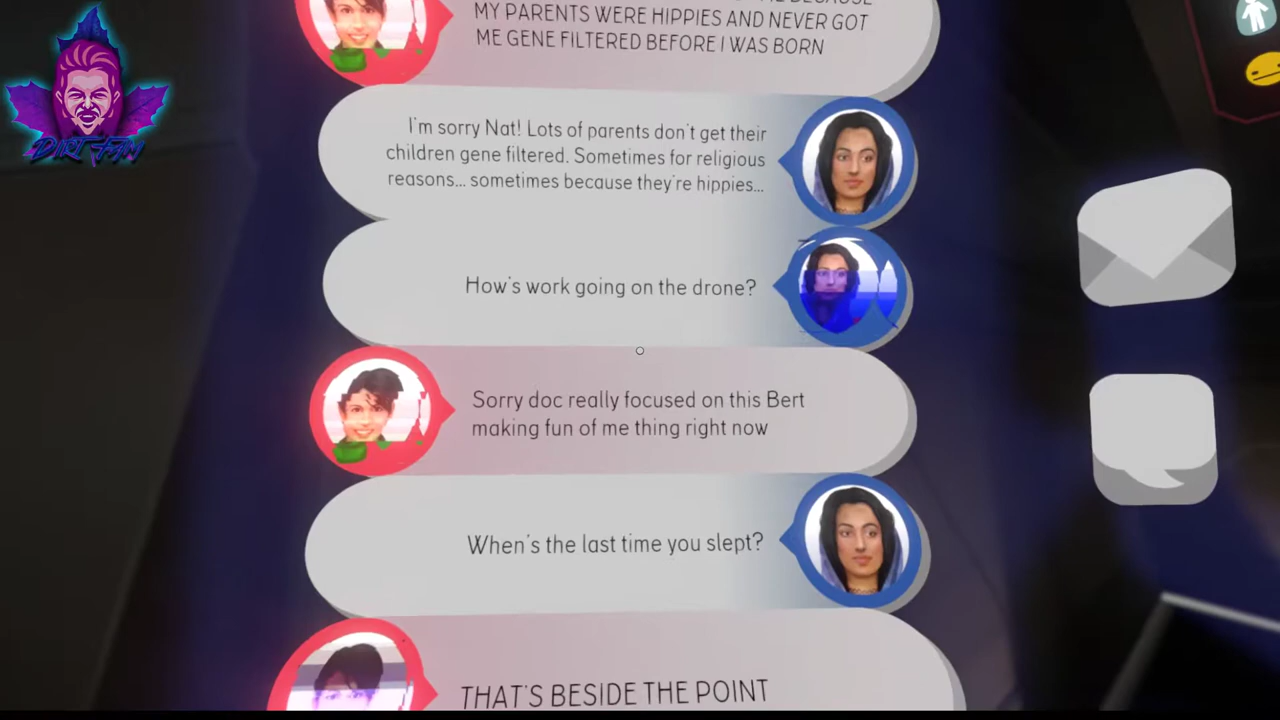 MY PARENTS WERE HIPPIES AND NEVER GOT
ME GENE FILTERED BEFORE I WAS BORN
I'm sorry Nat! Lots of parents don't get their
children gene filtered. Sometimes for religious
reasons... sometimes because they're hippies...
How's work going on the drone?
Sorry doc really focused on this Bert
making fun of me thing right now
When's the last time you slept?
THAT'S BESIDE THE POINT
DIRT FAN